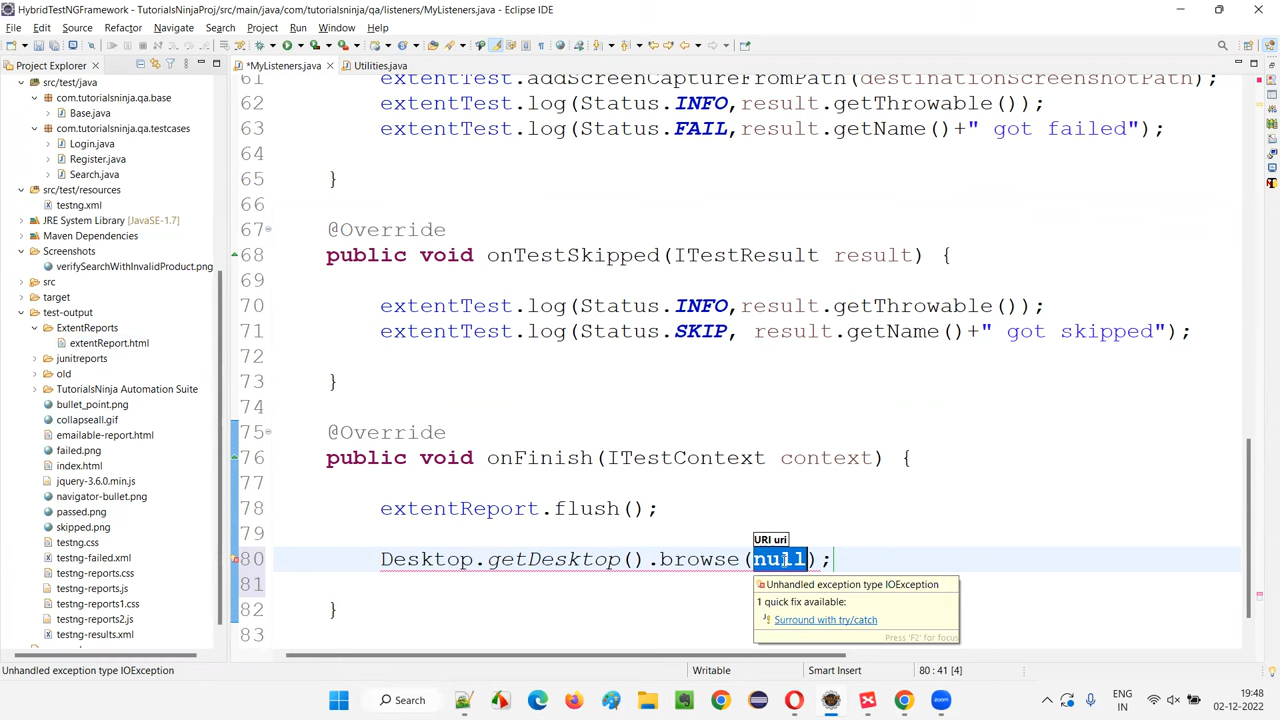 HybridTestNGFramework - TutorialsNinjaProj/src/main/java/com/tutorialsninja/qa/listeners/MyListeners.java - Eclipse IDE
File Edit Source Refactor Navigate Search Project Run Window Help
Project Explorer
*MyListeners.java
Utilities.java
src/test/java
com.tutorialsninja.qa.base
Base.java
com.tutorialsninja.qa.testcases
Login.java
Register.java
Search.java
src/test/resources
testng.xml
JRE System Library [JavaSE-1.7]
Maven Dependencies
Screenshots
verifySearchWithInvalidProduct.png
src
target
test-output
ExtentReports
extentReport.html
junitreports
old
TutorialsNinja Automation Suite
bullet_point.png
collapseall.gif
emailable-report.html
failed.png
index.html
jquery-3.6.0.min.js
navigator-bullet.png
passed.png
skipped.png
testng.css
testng-failed.xml
testng-reports.css
testng-reports.js
testng-reports1.css
testng-reports2.js
testng-results.xml
61 extentTest.addScreenCaptureFromPath(destinationScreenshotPath);
62 extentTest.log(Status.INFO,result.getThrowable());
63 extentTest.log(Status.FAIL,result.getName()+" got failed");
64
65 }
66
67 @Override
68 public void onTestSkipped(ITestResult result) {
69
70 extentTest.log(Status.INFO,result.getThrowable());
71 extentTest.log(Status.SKIP, result.getName()+" got skipped");
72
73 }
74
75 @Override
76 public void onFinish(ITestContext context) {
77
78 extentReport.flush();
79
URI uri
80 Desktop.getDesktop().browse(null);
81
82 }
83
Unhandled exception type IOException
1 quick fix available:
Surround with try/catch
Press 'F2' for focus
Unhandled exception type IOException
Writable
Smart Insert
80 : 41 [4]
Search
ENG
IN
19:48
02-12-2022